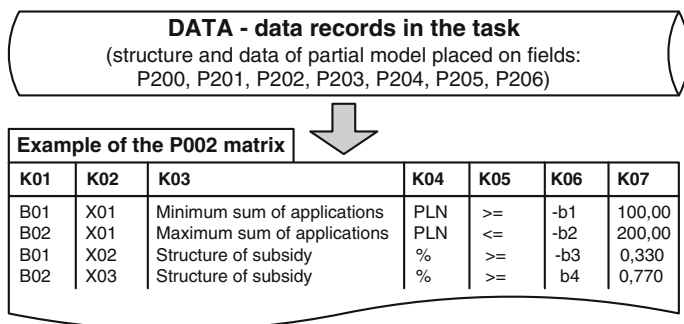 DATA - data records in the task
(structure and data of partial model placed on fields:
P200, P201, P202, P203, P204, P205, P206)
Example of the P002 matrix
K01 K02 K03 K04 K05 K06 K07
B01 X01 Minimum sum of applications PLN >= -b1 100,00
B02 X01 Maximum sum of applications PLN <= -b2 200,00
B01 X02 Structure of subsidy % >= -b3 0,330
B02 X03 Structure of subsidy % >= b4 0,770